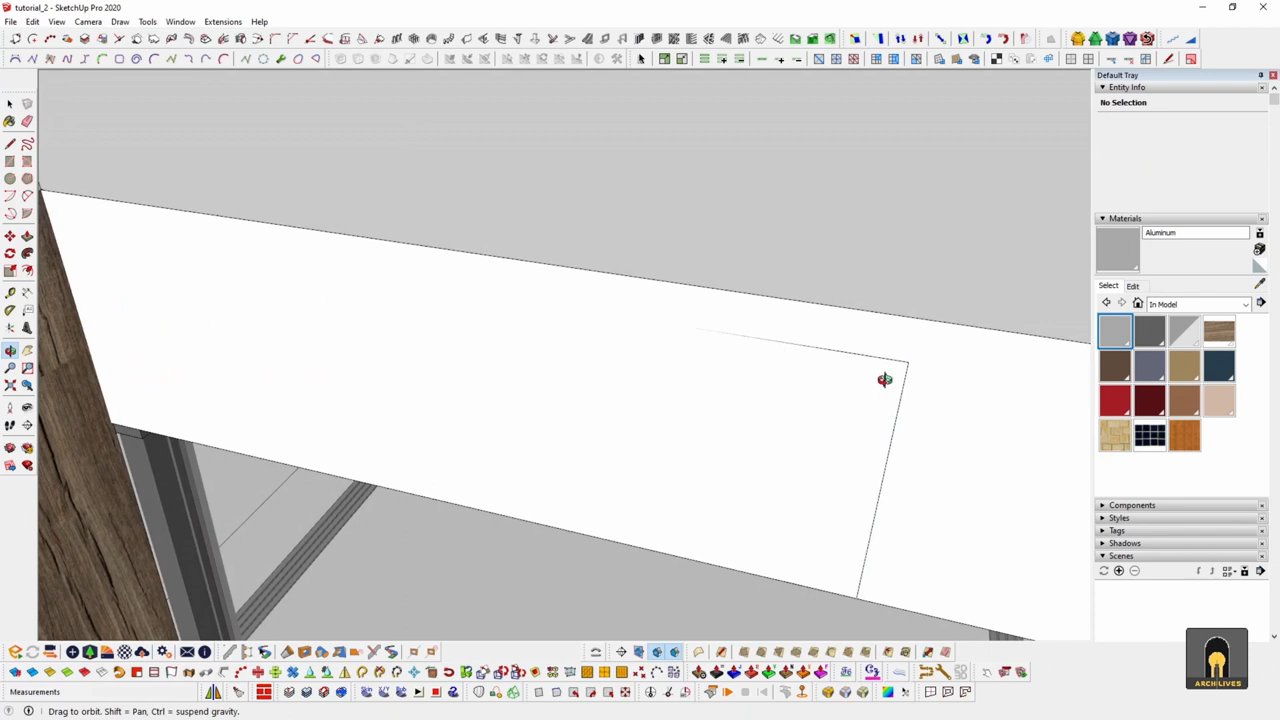 tutorial_2 - SketchUp Pro 2020
File Edit View Camera Draw Tools Window Extensions Help
Default Tray
Entity Info
No Selection
Materials
Aluminum
Select Edit
In Model
Components
Styles
Tags
Shadows
Scenes
ARCHILIVES
Measurements
Drag to orbit. Shift = Pan, Ctrl = suspend gravity.